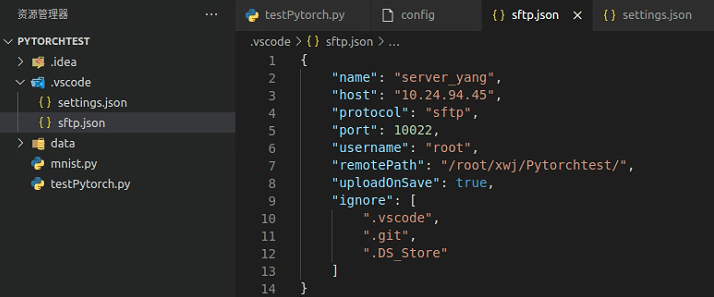 资源管理器 ···
PYTORCHTEST
.idea
.vscode
{ } settings.json
{ } sftp.json
data
mnist.py
testPytorch.py
testPytorch.py config { } sftp.json × { } settings.json
.vscode > { } sftp.json > ...
1 {
2 "name": "server_yang",
3 "host": "10.24.94.45",
4 "protocol": "sftp",
5 "port": 10022,
6 "username": "root",
7 "remotePath": "/root/xwj/Pytorchtest/",
8 "uploadOnSave": true,
9 "ignore": [
10 ".vscode",
11 ".git",
12 ".DS_Store"
13 ]
14 }